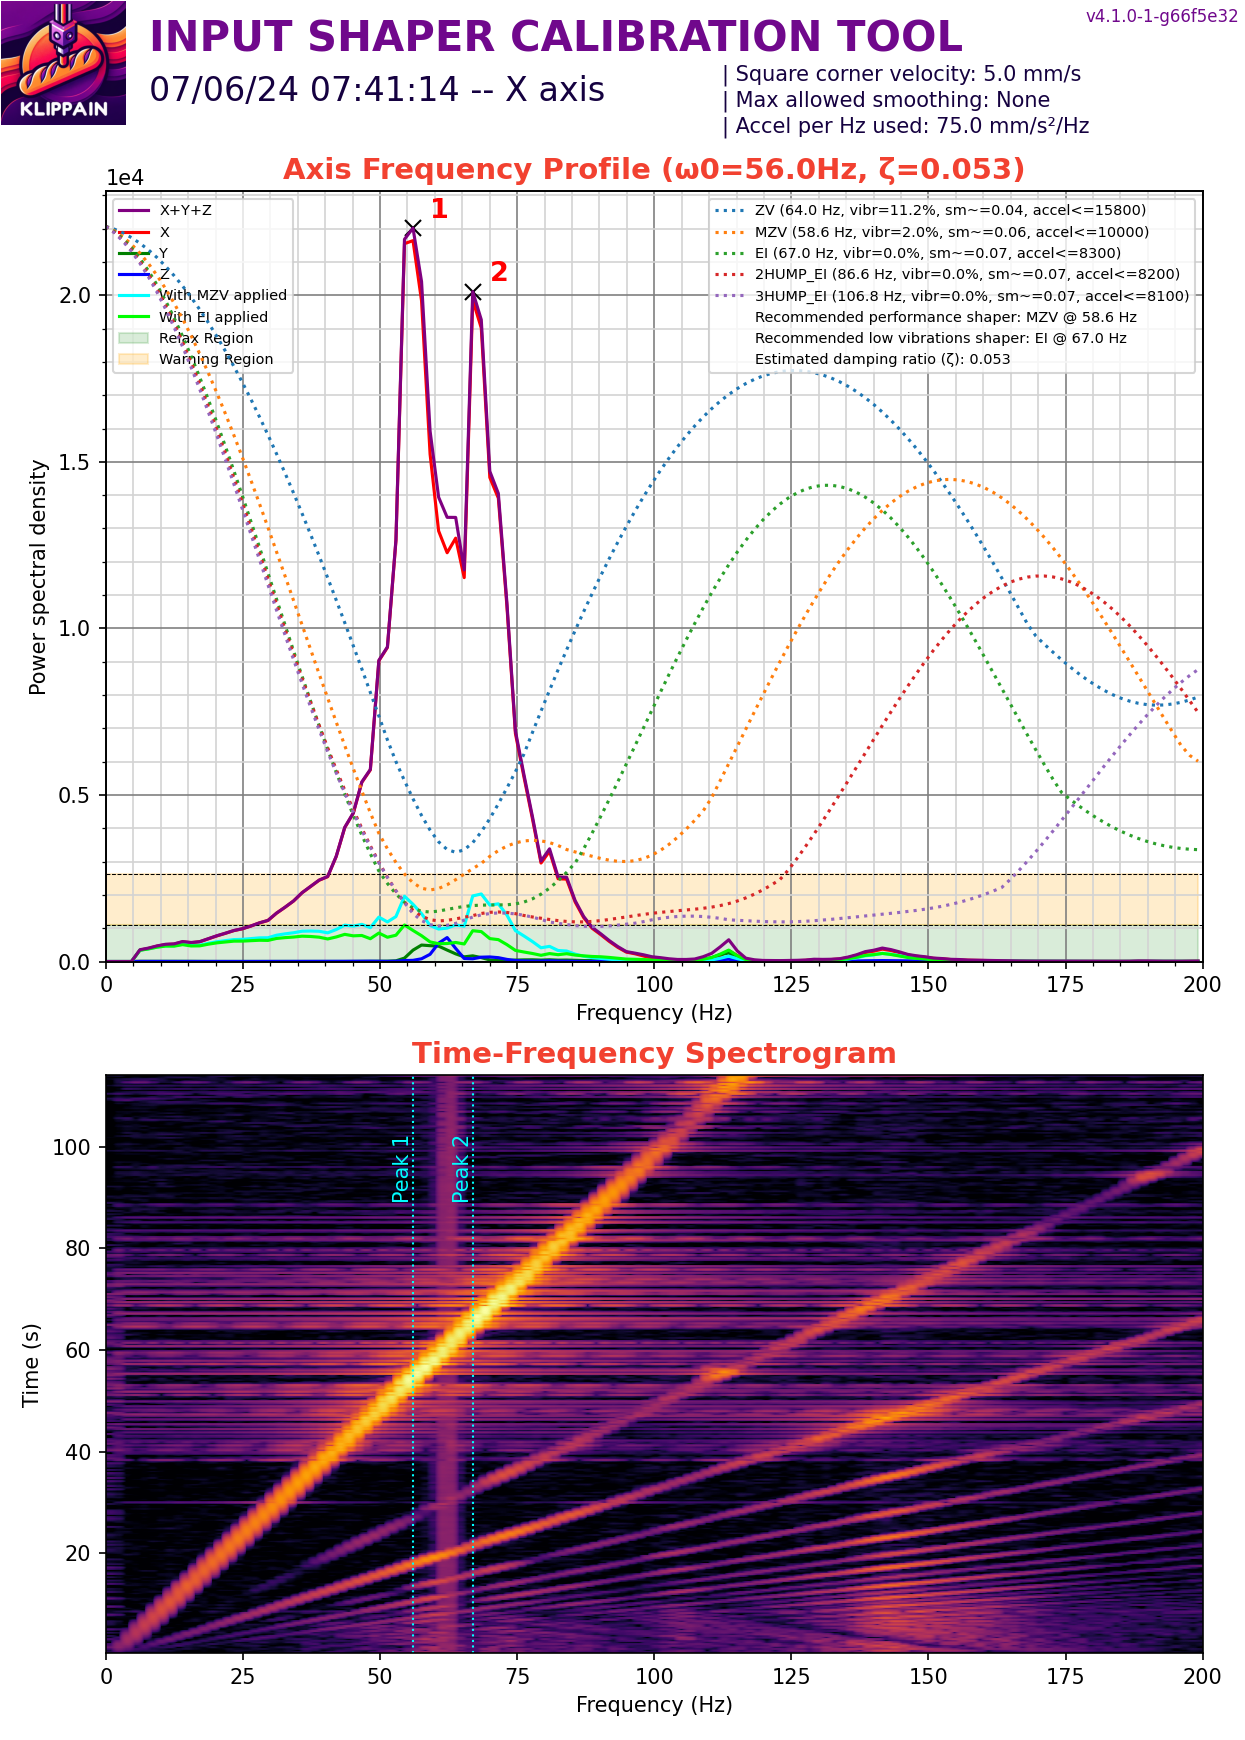 v4.1.0-1-g66f5e32
INPUT SHAPER CALIBRATION TOOL
KLIPPAIN
07/06/24 07:41:14 -- X axis
| Square corner velocity: 5.0 mm/s
| Max allowed smoothing: None
| Accel per Hz used: 75.0 mm/s²/Hz
Axis Frequency Profile (ω0=56.0Hz, ζ=0.053)
1e4
X+Y+Z
X
Y
Z
With MZV applied
With EI applied
Relax Region
Warning Region
1
2
ZV (64.0 Hz, vibr=11.2%, sm~=0.04, accel<=15800)
MZV (58.6 Hz, vibr=2.0%, sm~=0.06, accel<=10000)
EI (67.0 Hz, vibr=0.0%, sm~=0.07, accel<=8300)
2HUMP_EI (86.6 Hz, vibr=0.0%, sm~=0.07, accel<=8200)
3HUMP_EI (106.8 Hz, vibr=0.0%, sm~=0.07, accel<=8100)
Recommended performance shaper: MZV @ 58.6 Hz
Recommended low vibrations shaper: EI @ 67.0 Hz
Estimated damping ratio (ζ): 0.053
Power spectral density
2.0
1.5
1.0
0.5
0.0
0 25 50 75 100 125 150 175 200
Frequency (Hz)
Time-Frequency Spectrogram
Time (s)
100
80
60
40
20
Peak 1
Peak 2
0 25 50 75 100 125 150 175 200
Frequency (Hz)